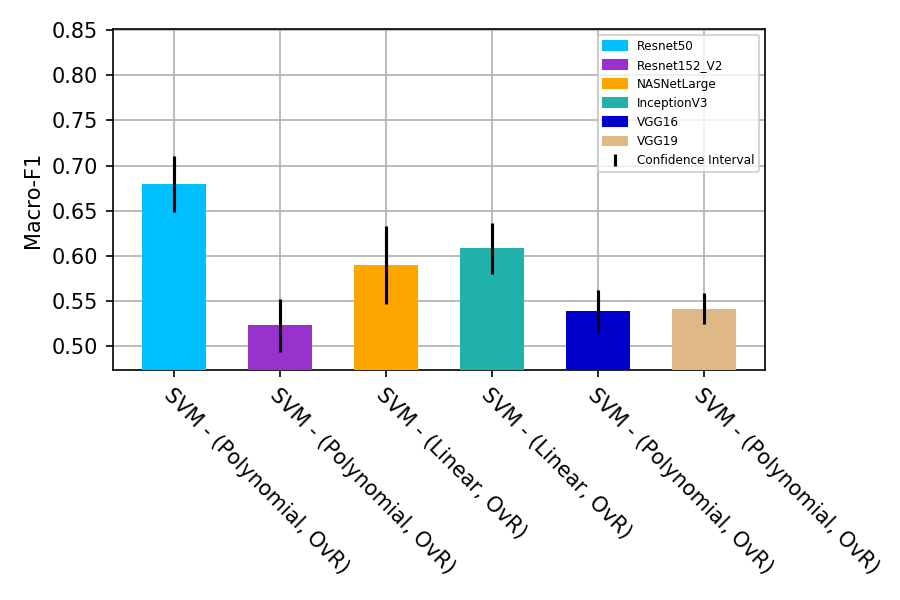 0.85
0.80
0.75
0.70
0.65
0.60
0.55
0.50
Macro-F1
Resnet50
Resnet152_V2
NASNetLarge
InceptionV3
VGG16
VGG19
Confidence Interval
SVM - (Polynomial, OvR)
SVM - (Polynomial, OvR)
SVM - (Linear, OvR)
SVM - (Linear, OvR)
SVM - (Polynomial, OvR)
SVM - (Polynomial, OvR)